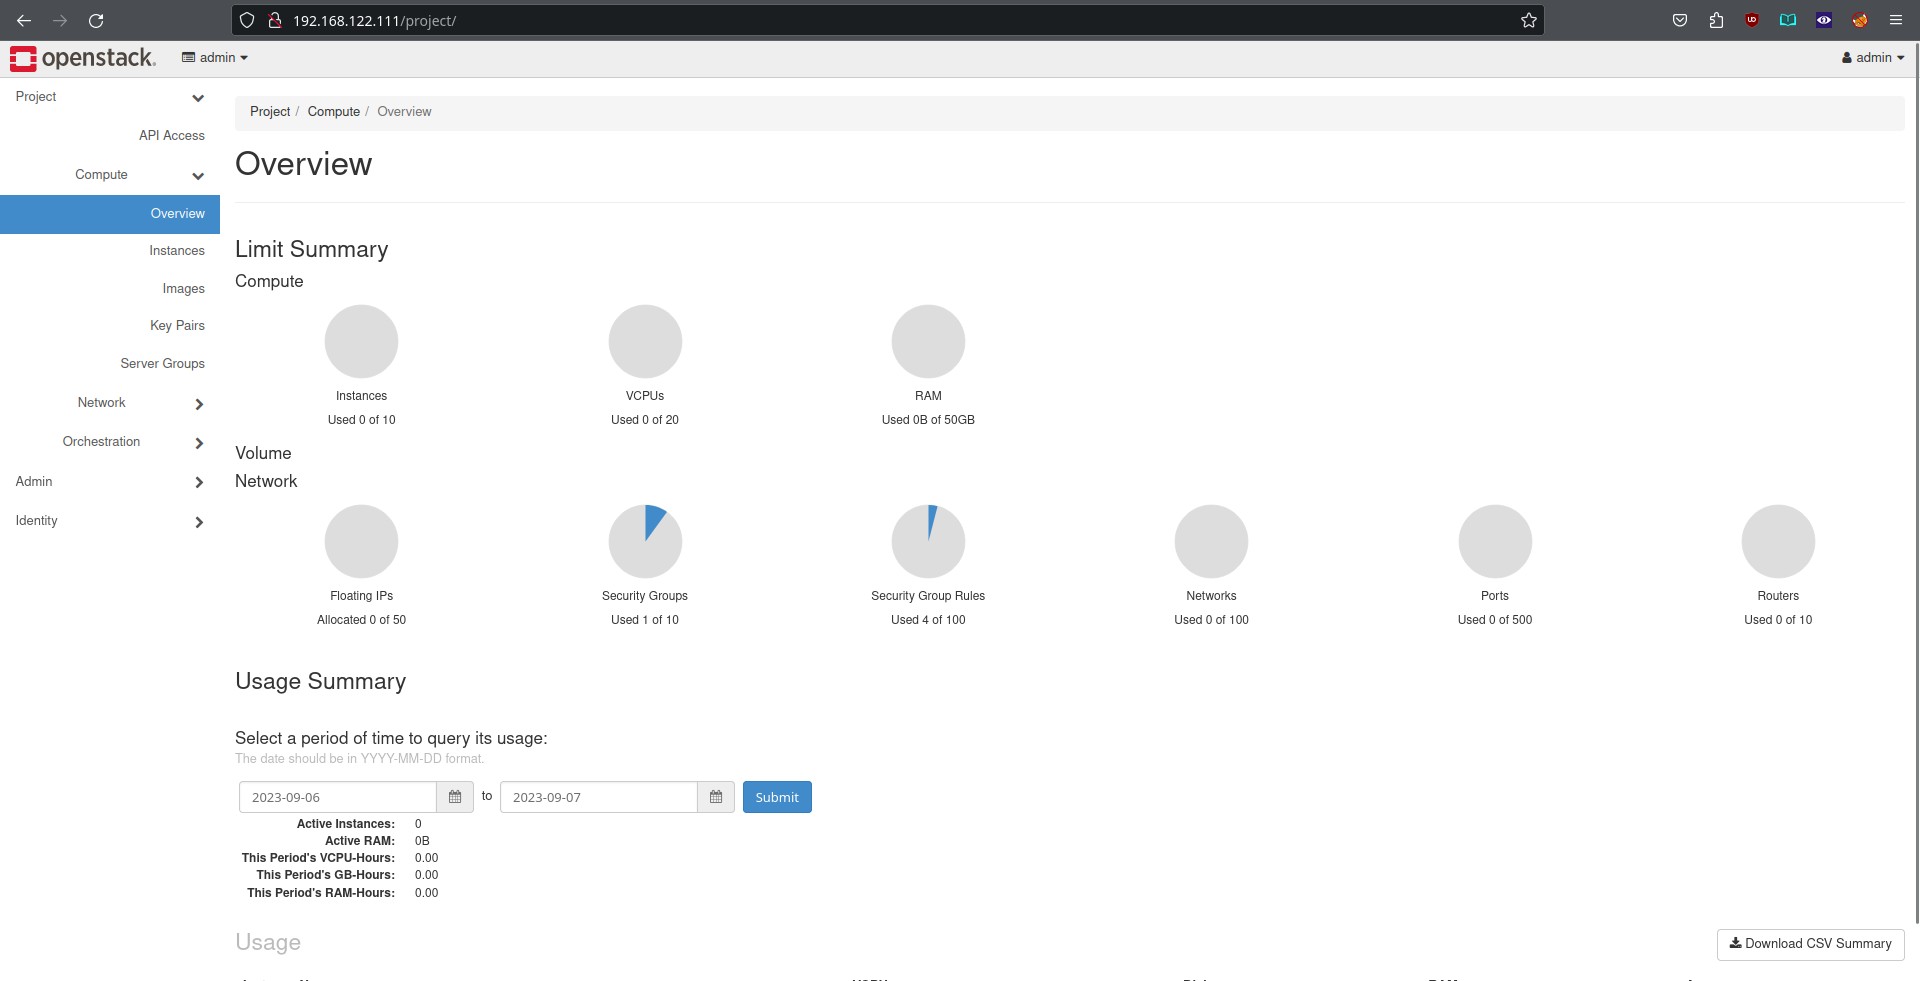 192.168.122.111/project/
openstack.
admin
admin
Project
API Access
Compute
Overview
Instances
Images
Key Pairs
Server Groups
Network
Orchestration
Admin
Identity
Project / Compute / Overview
Overview
Limit Summary
Compute
Instances
Used 0 of 10
VCPUs
Used 0 of 20
RAM
Used 0B of 50GB
Volume
Network
Floating IPs
Allocated 0 of 50
Security Groups
Used 1 of 10
Security Group Rules
Used 4 of 100
Networks
Used 0 of 100
Ports
Used 0 of 500
Routers
Used 0 of 10
Usage Summary
Select a period of time to query its usage:
The date should be in YYYY-MM-DD format.
2023-09-06 to 2023-09-07 Submit
Active Instances: 0
Active RAM: 0B
This Period's VCPU-Hours: 0.00
This Period's GB-Hours: 0.00
This Period's RAM-Hours: 0.00
Usage
Download CSV Summary